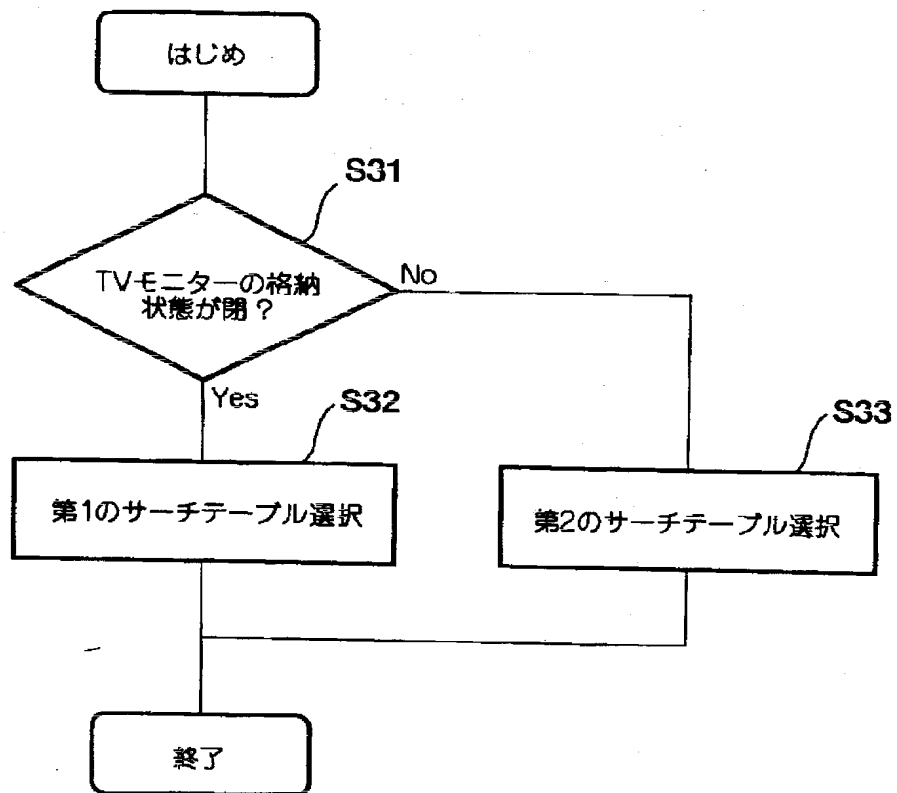 はじめ
S31
TVモニターの格納
状態が閉？
No
Yes
S32
S33
第1のサーチテーブル選択
第2のサーチテーブル選択
終了